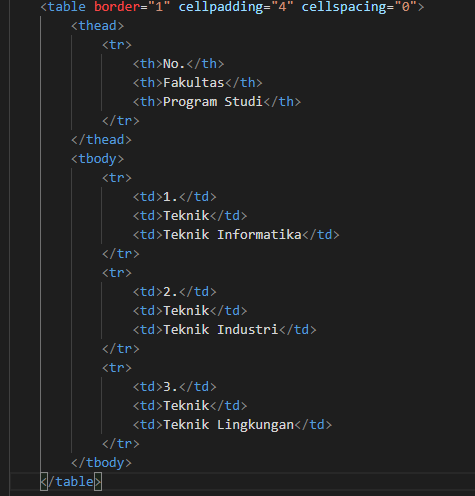 <table border="1" cellpadding="4" cellspacing="0">
<thead>
<tr>
<th>No.</th>
<th>Fakultas</th>
<th>Program Studi</th>
</tr>
</thead>
<tbody>
<tr>
<td>1.</td>
<td>Teknik</td>
<td>Teknik Informatika</td>
</tr>
<tr>
<td>2.</td>
<td>Teknik</td>
<td>Teknik Industri</td>
</tr>
<tr>
<td>3.</td>
<td>Teknik</td>
<td>Teknik Lingkungan</td>
</tr>
</tbody>
</table>